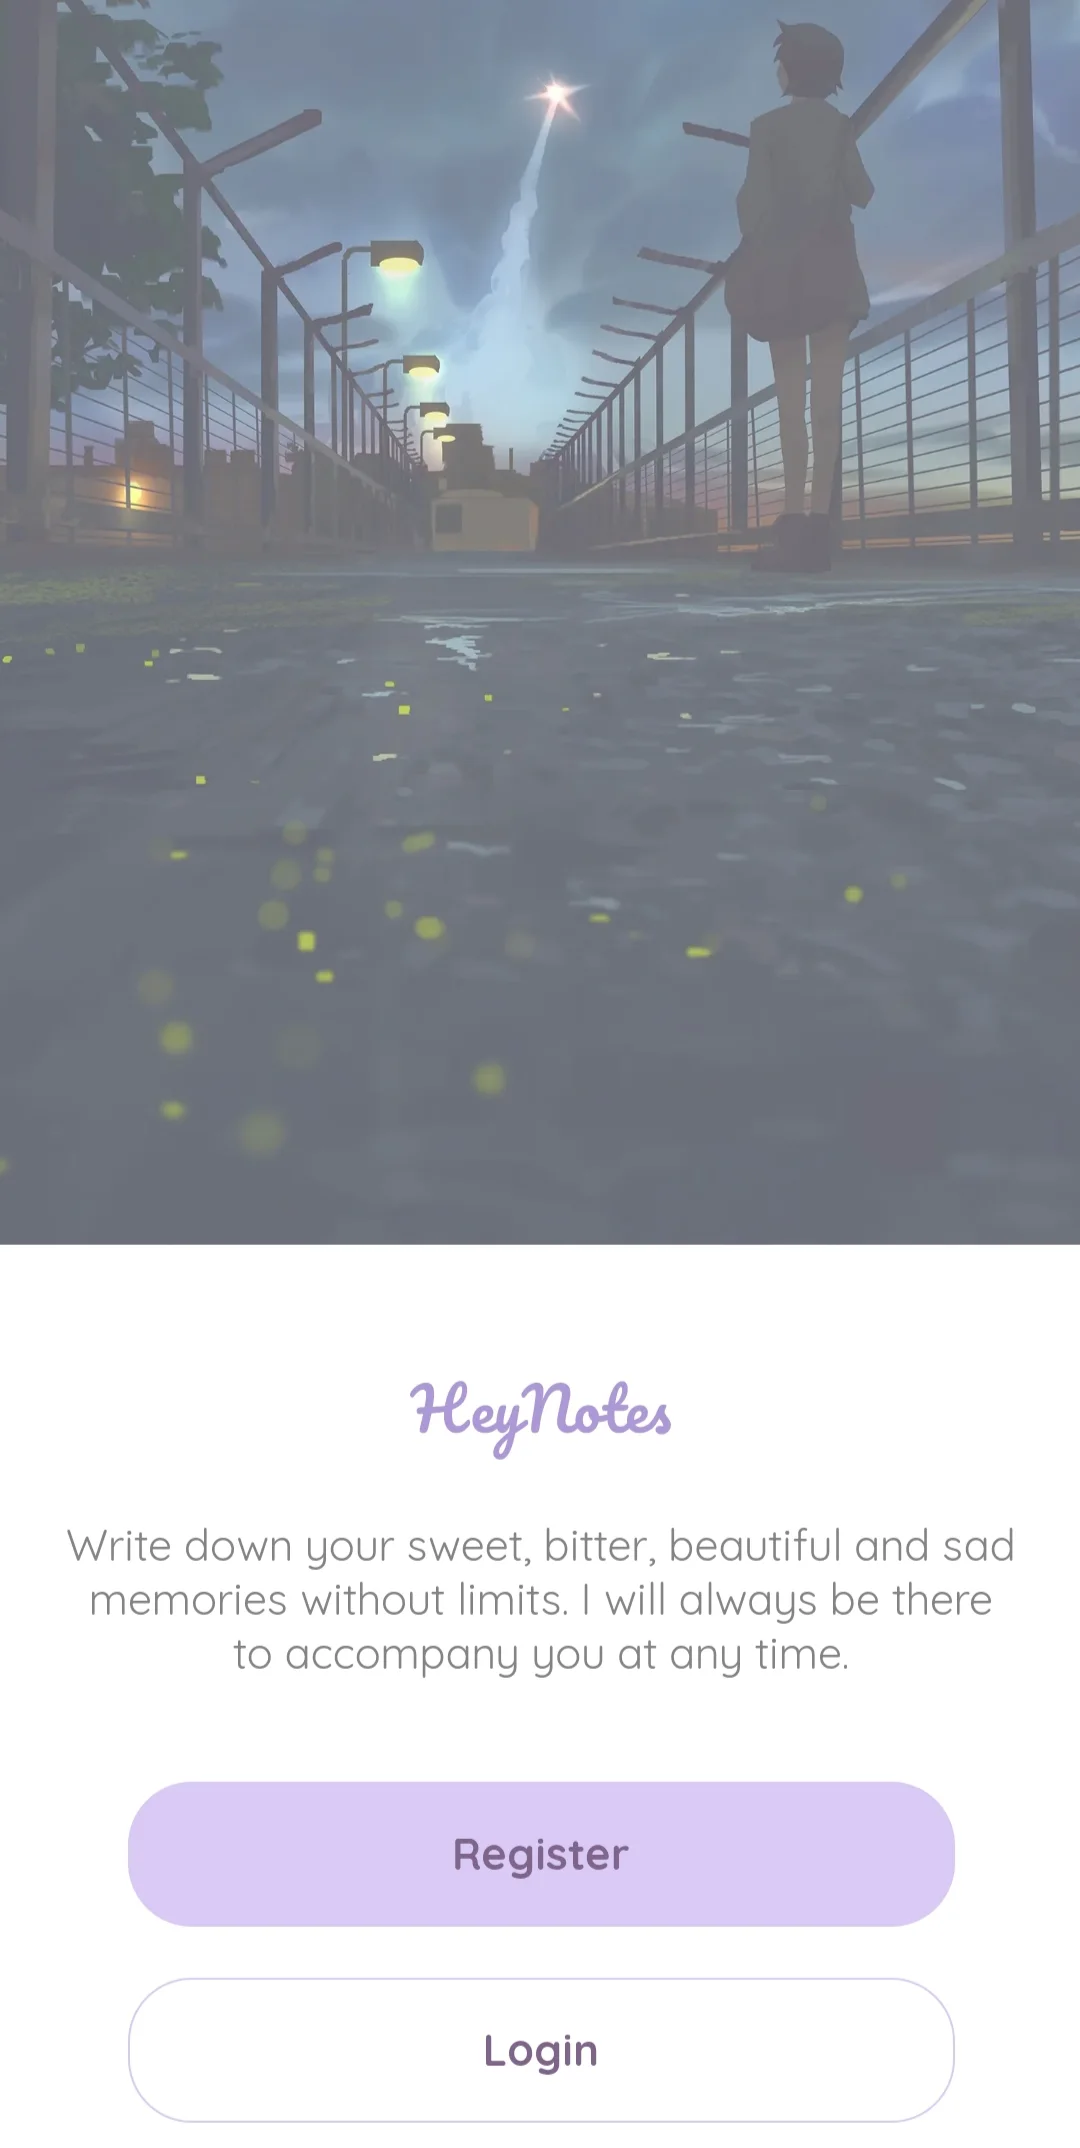 HeyNotes
Write down your sweet, bitter, beautiful and sad
memories without limits. I will always be there
to accompany you at any time.
Register
Login